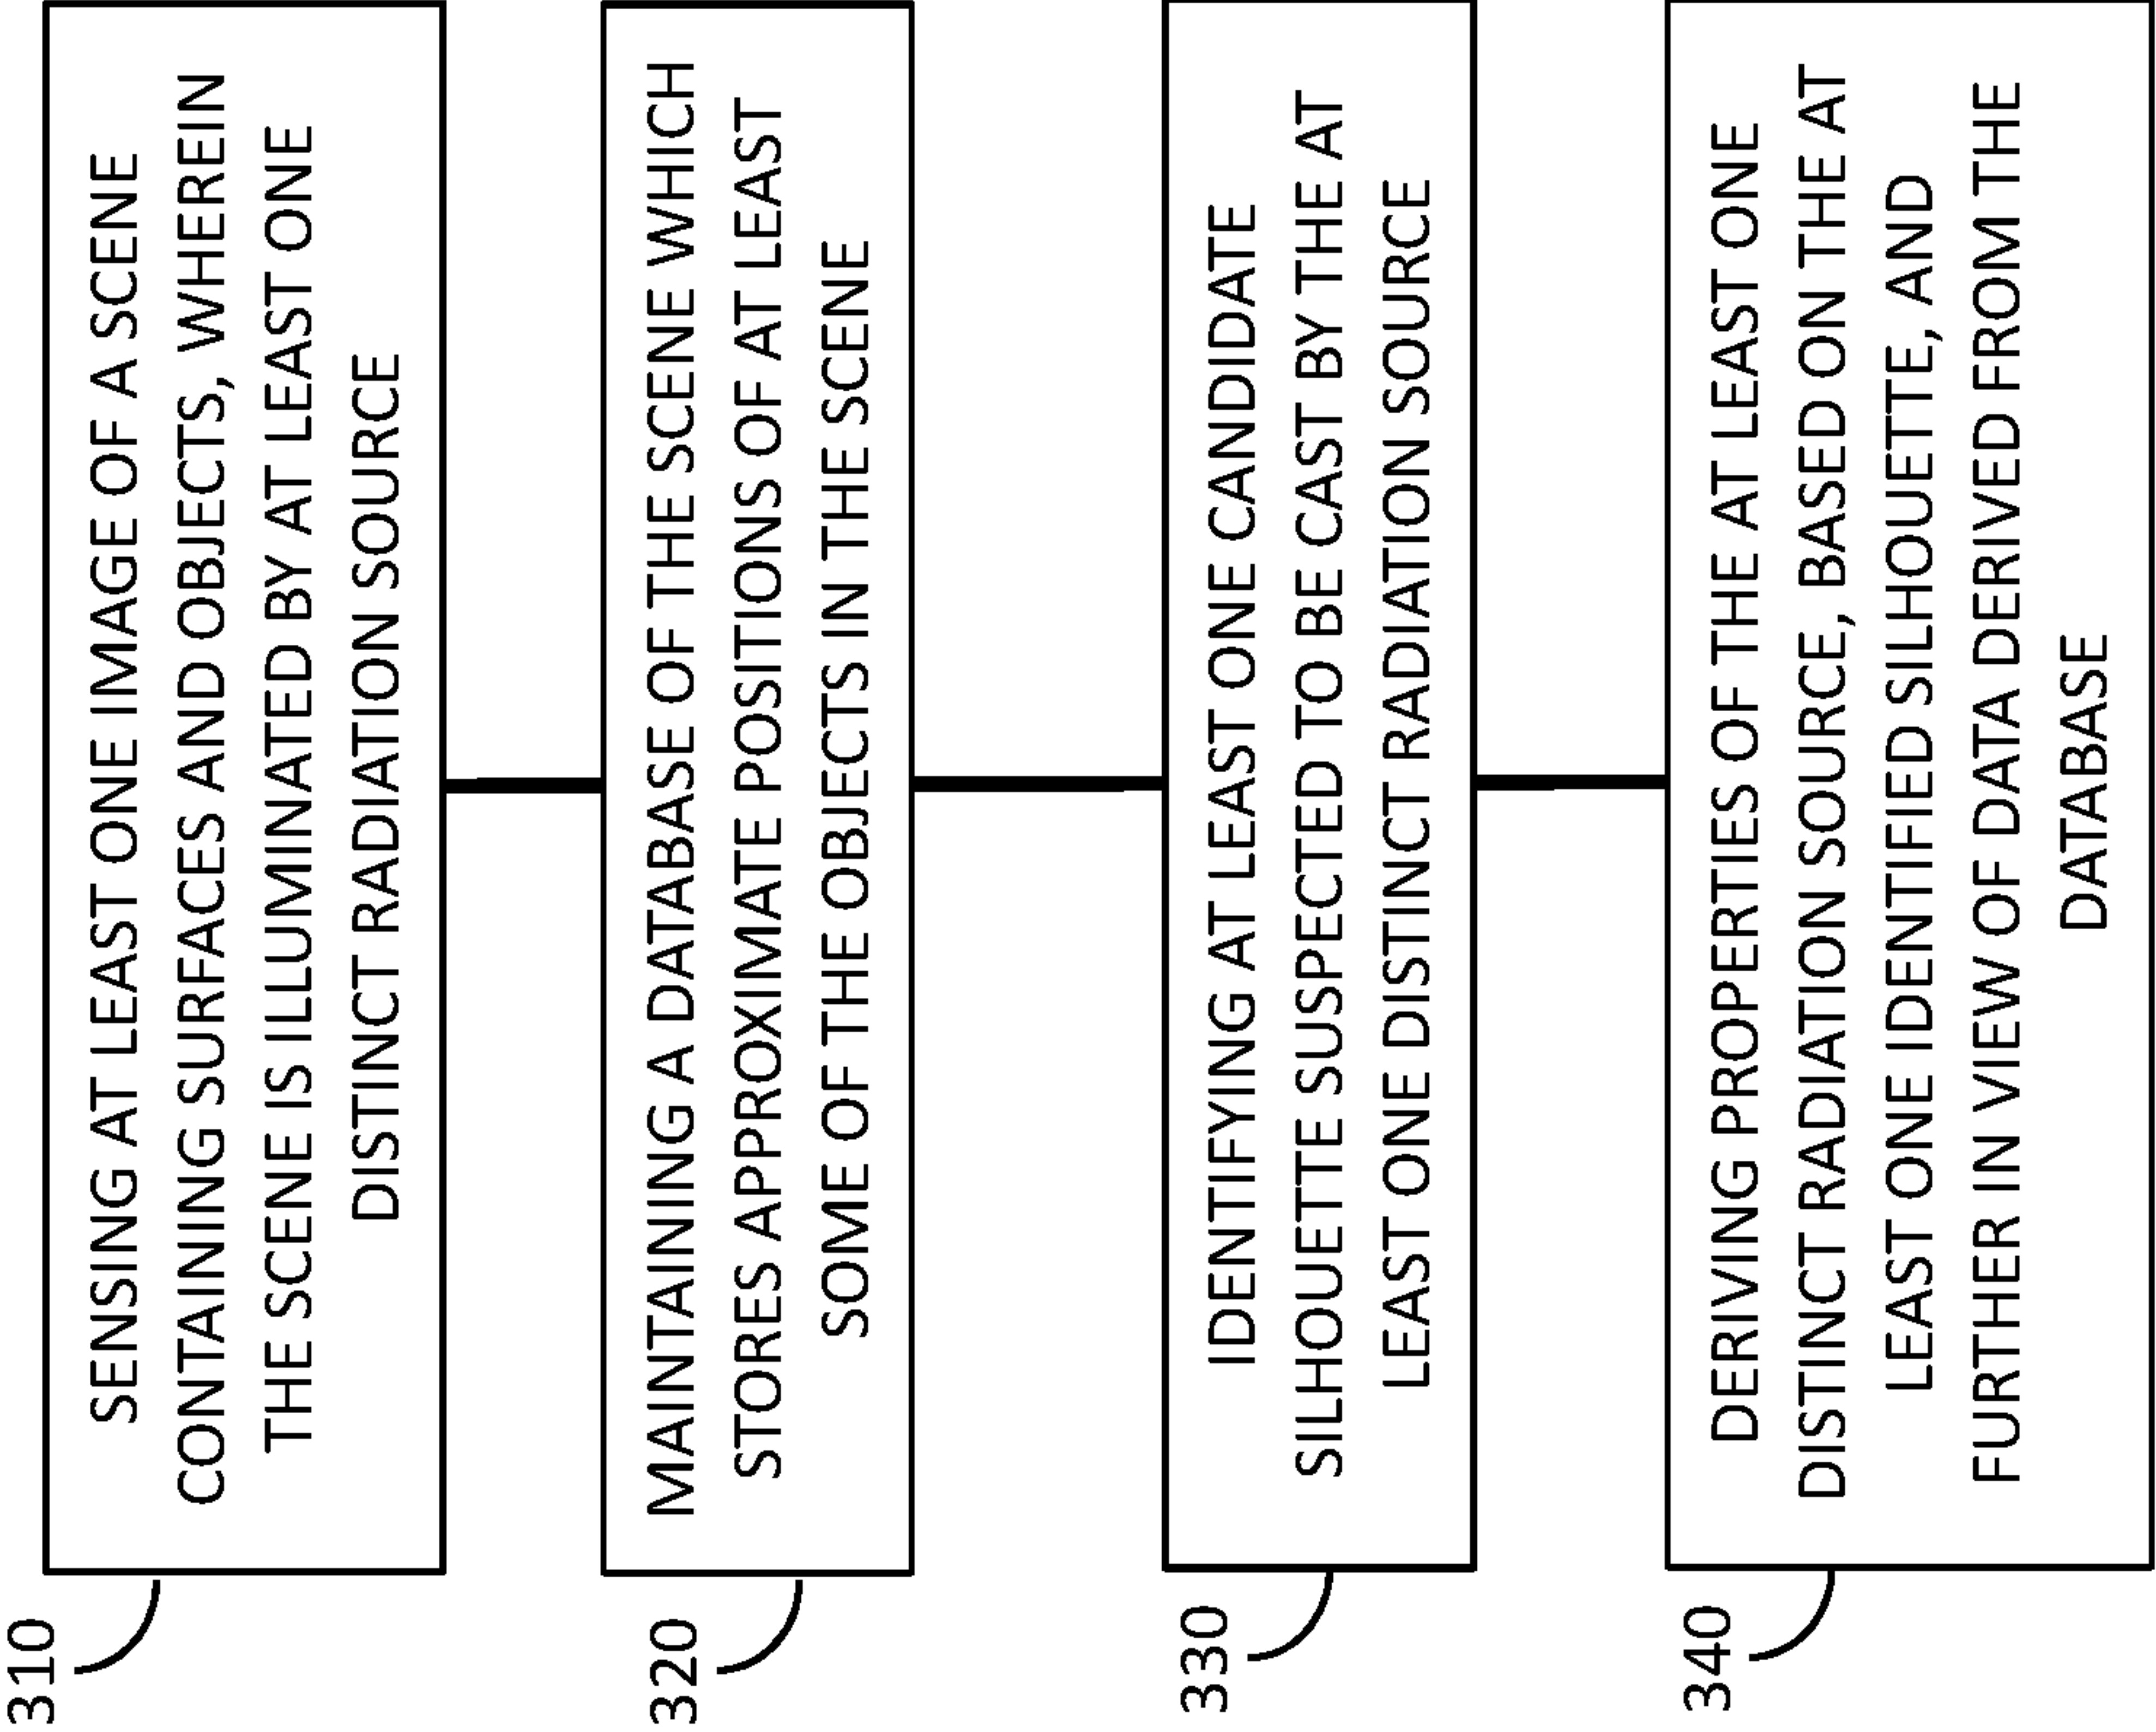 310
SENSING AT LEAST ONE IMAGE OF A SCENE
CONTAINING SURFACES AND OBJECTS, WHEREIN
THE SCENE IS ILLUMINATED BY AT LEAST ONE
DISTINCT RADIATION SOURCE
320
MAINTAINING A DATABASE OF THE SCENE WHICH
STORES APPROXIMATE POSITIONS OF AT LEAST
SOME OF THE OBJECTS IN THE SCENE
330
IDENTIFYING AT LEAST ONE CANDIDATE
SILHOUETTE SUSPECTED TO BE CAST BY THE AT
LEAST ONE DISTINCT RADIATION SOURCE
340
DERIVING PROPERTIES OF THE AT LEAST ONE
DISTINCT RADIATION SOURCE, BASED ON THE AT
LEAST ONE IDENTIFIED SILHOUETTE, AND
FURTHER IN VIEW OF DATA DERIVED FROM THE
DATABASE